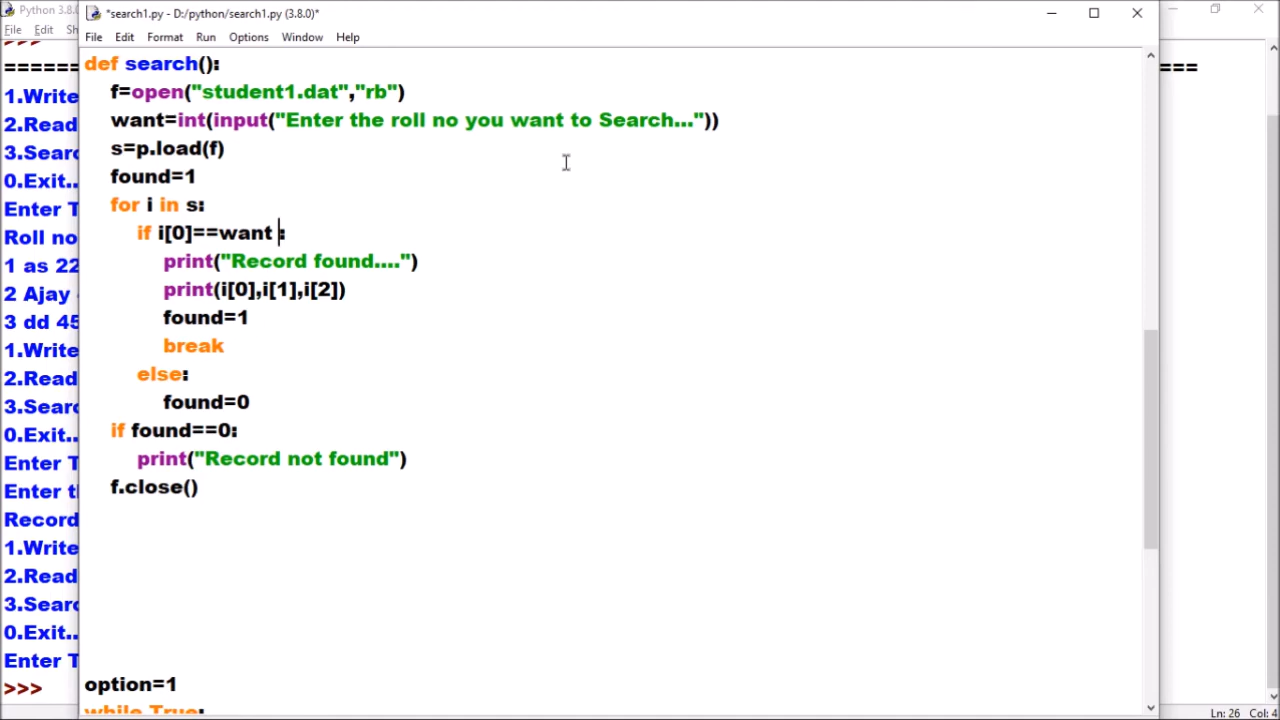 Python 3.8.0
*search1.py - D:/python/search1.py (3.8.0)*
File Edit Sh
File Edit Format Run Options Window Help
>>>
def search():
    f=open("student1.dat","rb")
    want=int(input("Enter the roll no you want to Search..."))
    s=p.load(f)
    found=1
    for i in s:
        if i[0]==want :
            print("Record found....")
            print(i[0],i[1],i[2])
            found=1
            break
        else:
            found=0
    if found==0:
        print("Record not found")
    f.close()
option=1
while True:
======= ===
1.Write
2.Read
3.Searc
0.Exit..
Enter T
Roll no
1 as 22
2 Ajay
3 dd 45
1.Write
2.Read
3.Searc
0.Exit..
Enter T
Enter t
Record
1.Write
2.Read
3.Searc
0.Exit..
Enter T
>>>
Ln: 26 Col: 4